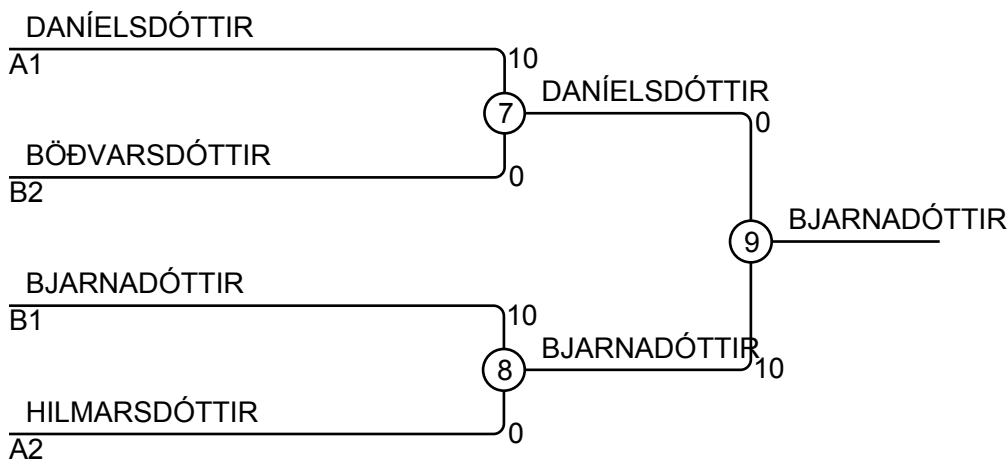 DANÍELSDÓTTIR
A1
10
7
DANÍELSDÓTTIR
0
BÖÐVARSDÓTTIR
B2
0
9
BJARNADÓTTIR
BJARNADÓTTIR
B1
10
8
BJARNADÓTTIR
10
HILMARSDÓTTIR
A2
0